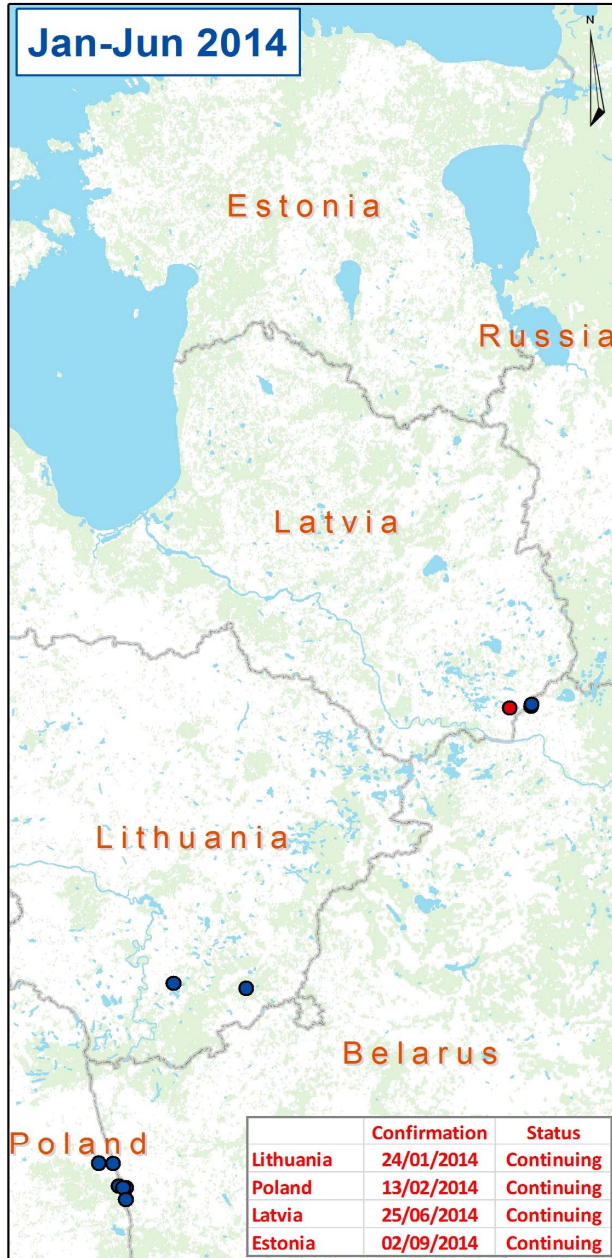 Jan-Jun 2014
N
Estonia
Russia
Latvia
Lithuania
Belarus
Poland
Confirmation Status
Lithuania 24/01/2014 Continuing
Poland 13/02/2014 Continuing
Latvia 25/06/2014 Continuing
Estonia 02/09/2014 Continuing